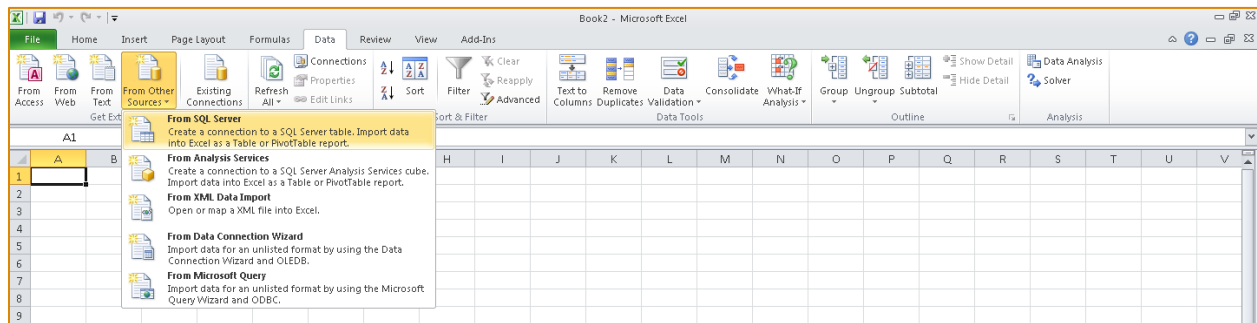 Book2 - Microsoft Excel
File Home Insert Page Layout Formulas Data Review View Add-Ins
From Access
From Web
From Text
From Other Sources
Existing Connections
Refresh All
Connections
Properties
Edit Links
A Z
Z A
Sort
Filter
Clear
Reapply
Advanced
Text to Columns
Remove Duplicates
Data Validation
Consolidate
What-If Analysis
Group
Ungroup
Subtotal
Show Detail
Hide Detail
Data Analysis
Solver
Get Ext
Sort & Filter
Data Tools
Outline
Analysis
A1
A B H I J K L M N O P Q R S T U V
1
2
3
4
5
6
7
8
9
From SQL Server
Create a connection to a SQL Server table. Import data
into Excel as a Table or PivotTable report.
From Analysis Services
Create a connection to a SQL Server Analysis Services cube.
Import data into Excel as a Table or PivotTable report.
From XML Data Import
Open or map a XML file into Excel.
From Data Connection Wizard
Import data for an unlisted format by using the Data
Connection Wizard and OLEDB.
From Microsoft Query
Import data for an unlisted format by using the Microsoft
Query Wizard and ODBC.